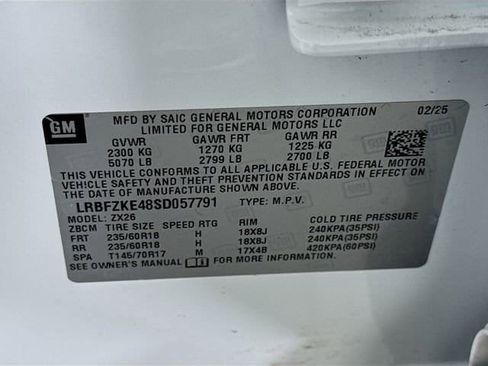 GM
MFD BY SAIC GENERAL MOTORS CORPORATION 02/25
LIMITED FOR GENERAL MOTORS LLC
GVWR GAWR FRT GAWR RR
2300 KG 1270 KG 1225 KG
5070 LB 2799 LB 2700 LB
THIS VEHICLE CONFORMS TO ALL APPLICABLE U.S. FEDERAL MOTOR
VEHICLE SAFETY AND THEFT PREVENTION STANDARDS IN EFFECT
ON THE DATE OF MANUFACTURE SHOWN ABOVE.
LRBFZKE48SD057791 TYPE: M.P.V.
MODEL: ZX26
ZBCM TIRE SIZE SPEED RTG RIM COLD TIRE PRESSURE
FRT 235/60R18 H 18X8J 240KPA(35PSI)
RR 235/60R18 H 18X8J 240KPA(35PSI)
SPA T145/70R17 M 17X4B 420KPA(60PSI)
SEE OWNER'S MANUAL FOR MORE INFORMATION.